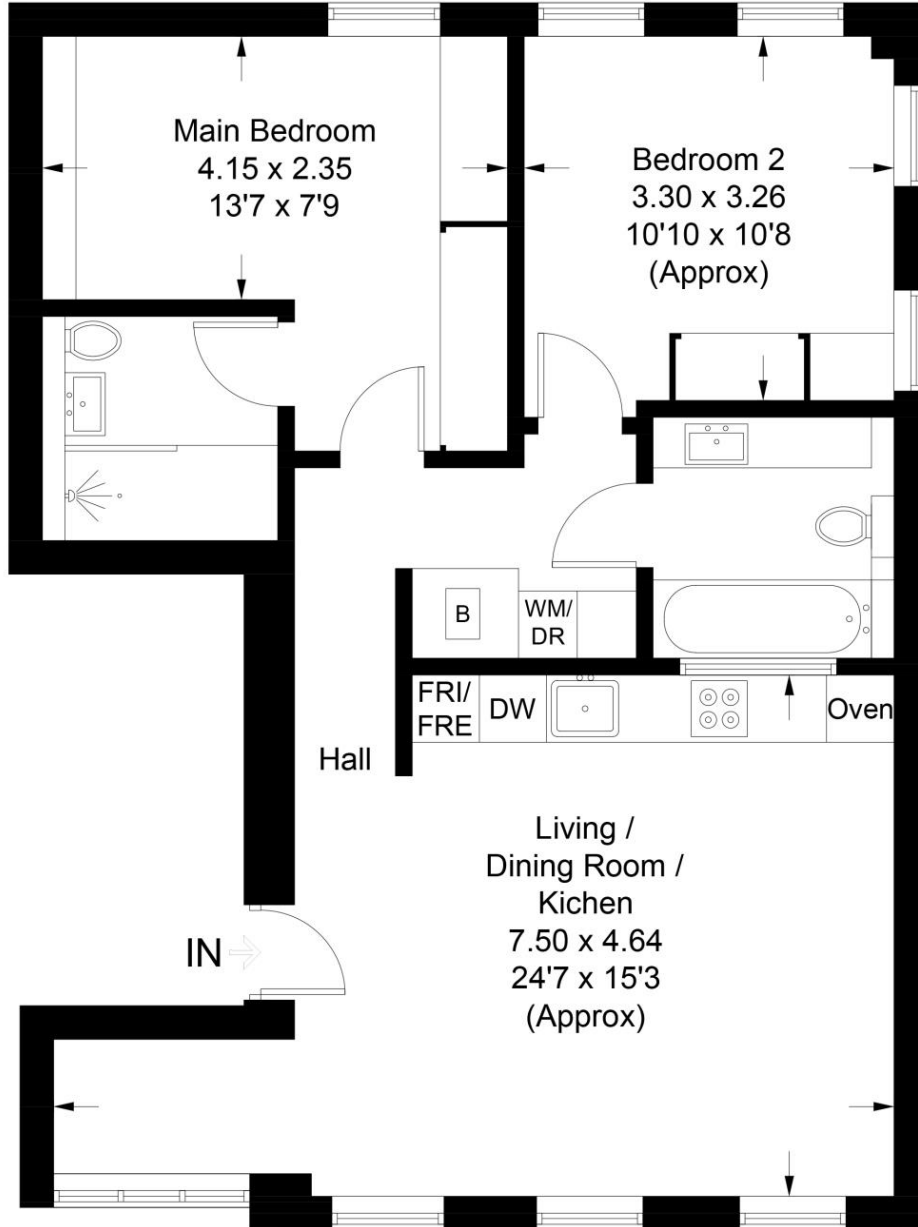 Main Bedroom
4.15 x 2.35
13'7 x 7'9
Bedroom 2
3.30 x 3.26
10'10 x 10'8
(Approx)
B
WM/
DR
FRI/
FRE
DW
Oven
Hall
Living /
Dining Room /
Kichen
7.50 x 4.64
24'7 x 15'3
(Approx)
IN